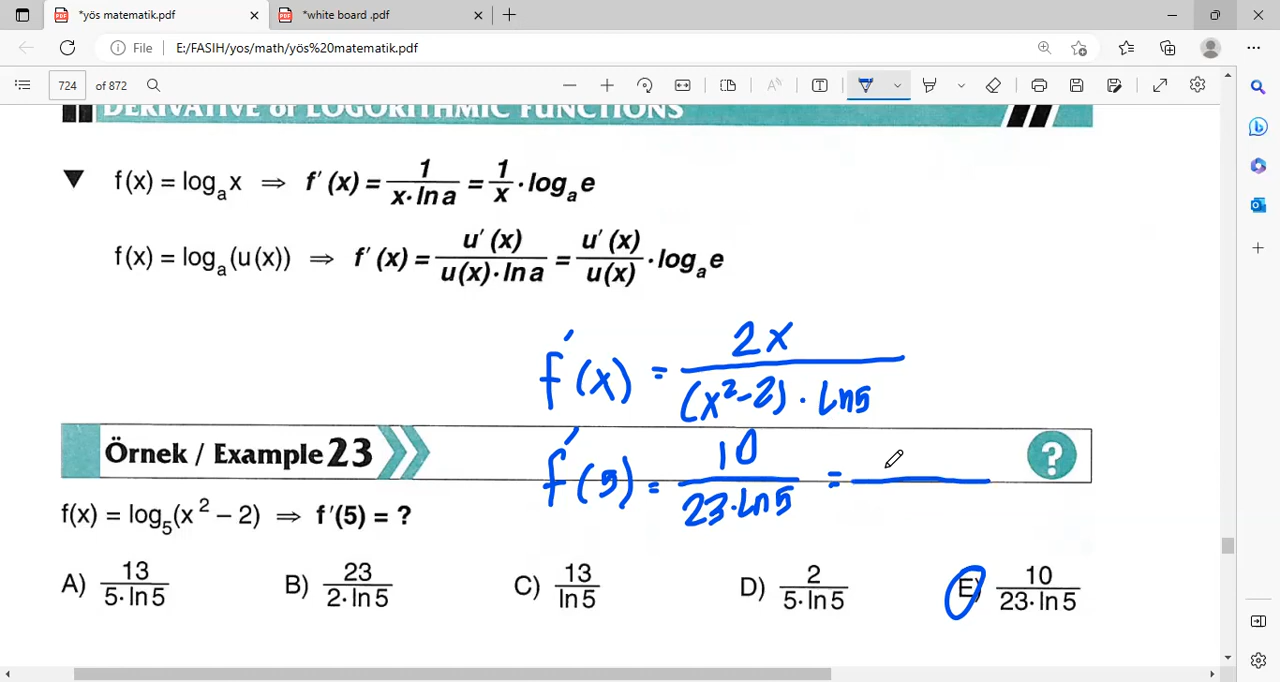 *yös matematik.pdf
*white board .pdf
File
E:/FASIH/yos/math/yös%20matematik.pdf
724 of 872
DERIVATIVE of LOGORITHMIC FUNCTIONS
▼ f(x) = logₐx ⇒ f′(x) = 1/(x·ln a) = 1/x · logₐe
f(x) = logₐ(u(x)) ⇒ f′(x) = u′(x)/(u(x)·ln a) = u′(x)/u(x) · logₐe
f′(x) = 2x/((x²-2)·ln5)
Örnek / Example 23
f′(5) = 10/(23·ln5) =
?
f(x) = log₅(x² – 2) ⇒ f′(5) = ?
A) 13/(5·ln5) B) 23/(2·ln5) C) 13/ln5 D) 2/(5·ln5) E) 10/(23·ln5)